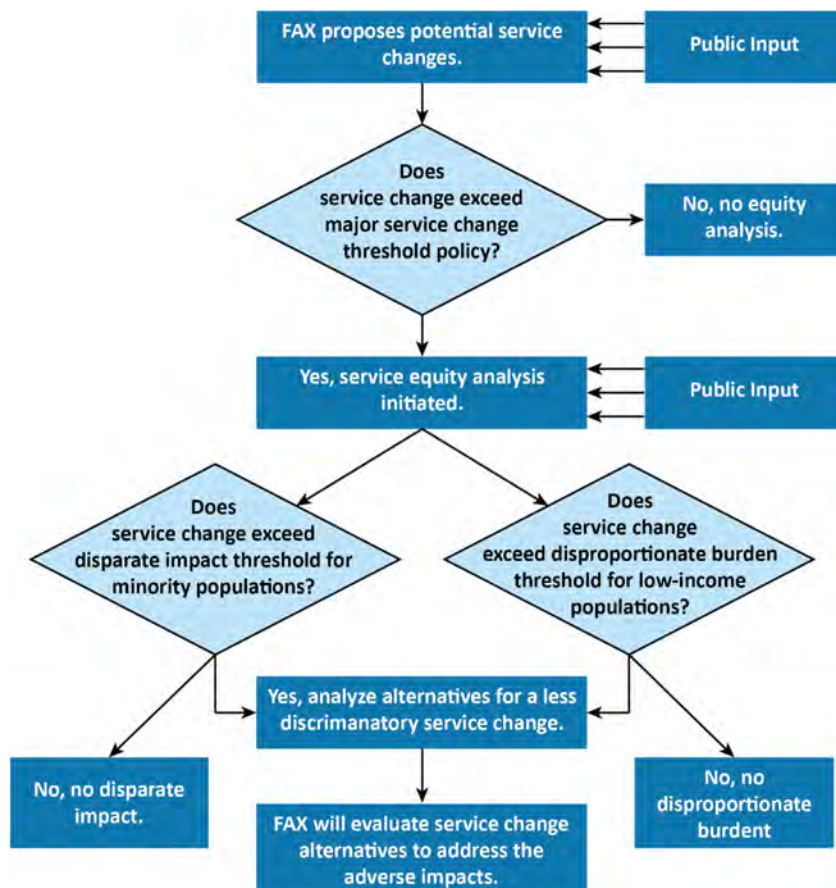 FAX proposes potential service
changes.
Public Input
Does
service change exceed
major service change
threshold policy?
No, no equity
analysis.
Yes, service equity analysis
initiated.
Public Input
Does
service change exceed
disparate impact threshold for
minority populations?
Does
service change
exceed disproportionate burden
threshold for low-income
populations?
Yes, analyze alternatives for a less
discrimanatory service change.
No, no disparate
impact.
FAX will evaluate service change
alternatives to address the
adverse impacts.
No, no
disproportionate
burdent